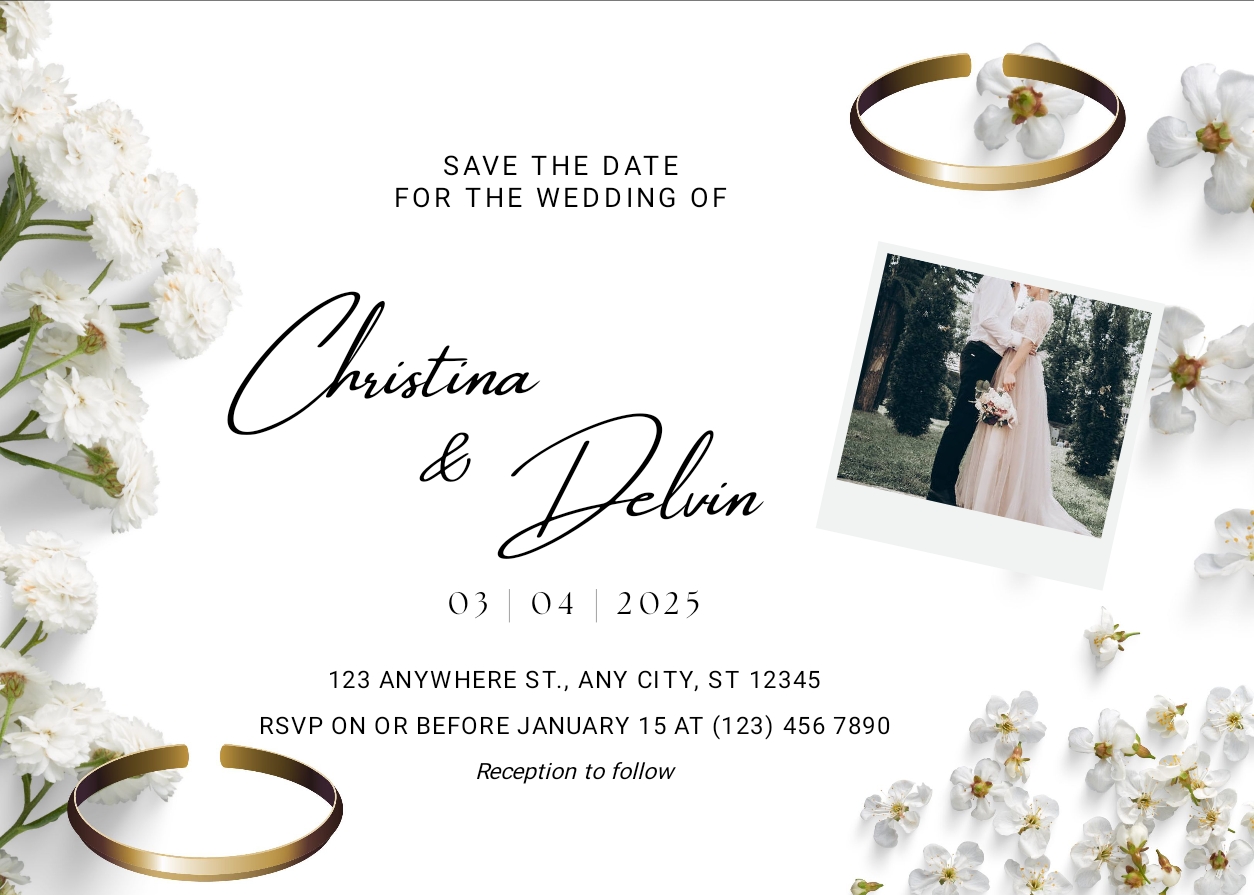 SAVE THE DATE
FOR THE WEDDING OF
Christina
& Delvin
03 | 04 | 2025
123 ANYWHERE ST., ANY CITY, ST 12345
RSVP ON OR BEFORE JANUARY 15 AT (123) 456 7890
Reception to follow